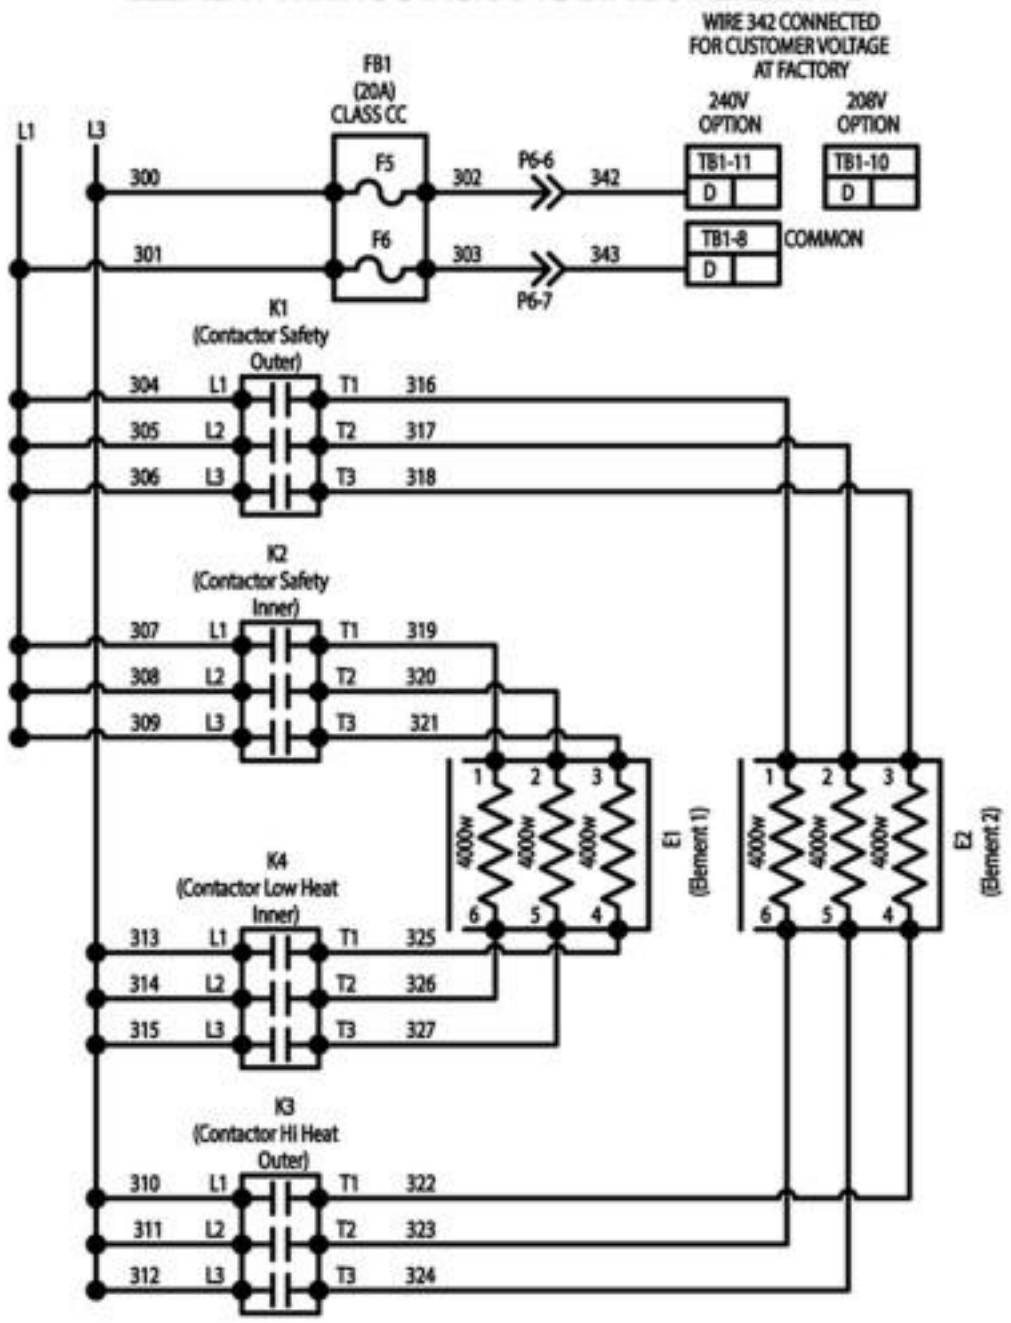 WIRE 342 CONNECTED
FOR CUSTOMER VOLTAGE
AT FACTORY
FB1
(20A)
CLASS CC
240V
OPTION
208V
OPTION
L1
L3
300
F5
302
P6-6
342
TB1-11
D
TB1-10
D
301
F6
303
P6-7
343
TB1-8
D
COMMON
K1
(Contactor Safety
Outer)
304 L1 T1 316
305 L2 T2 317
306 L3 T3 318
K2
(Contactor Safety
Inner)
307 L1 T1 319
308 L2 T2 320
309 L3 T3 321
1 2 3
4000w 4000w 4000w
6 5 4
E1
(Element 1)
1 2 3
4000w 4000w 4000w
6 5 4
E2
(Element 2)
K4
(Contactor Low Heat
Inner)
313 L1 T1 325
314 L2 T2 326
315 L3 T3 327
K3
(Contactor Hi Heat
Outer)
310 L1 T1 322
311 L2 T2 323
312 L3 T3 324